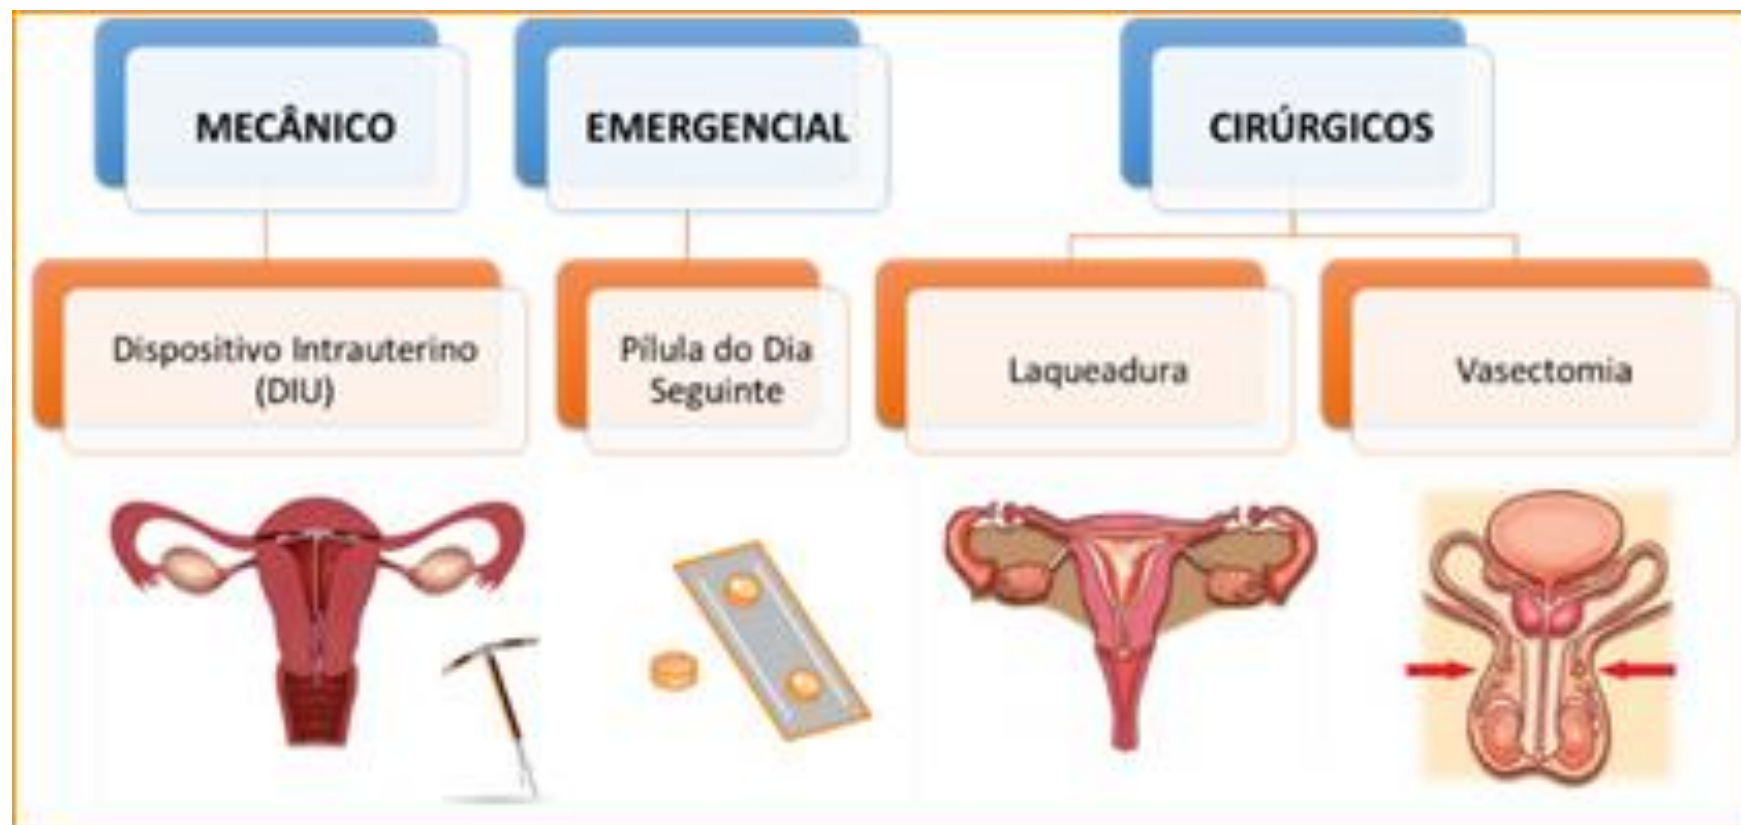 MECÂNICO
EMERGENCIAL
CIRÚRGICOS
Dispositivo Intrauterino
(DIU)
Pílula do Dia
Seguinte
Laqueadura
Vasectomia